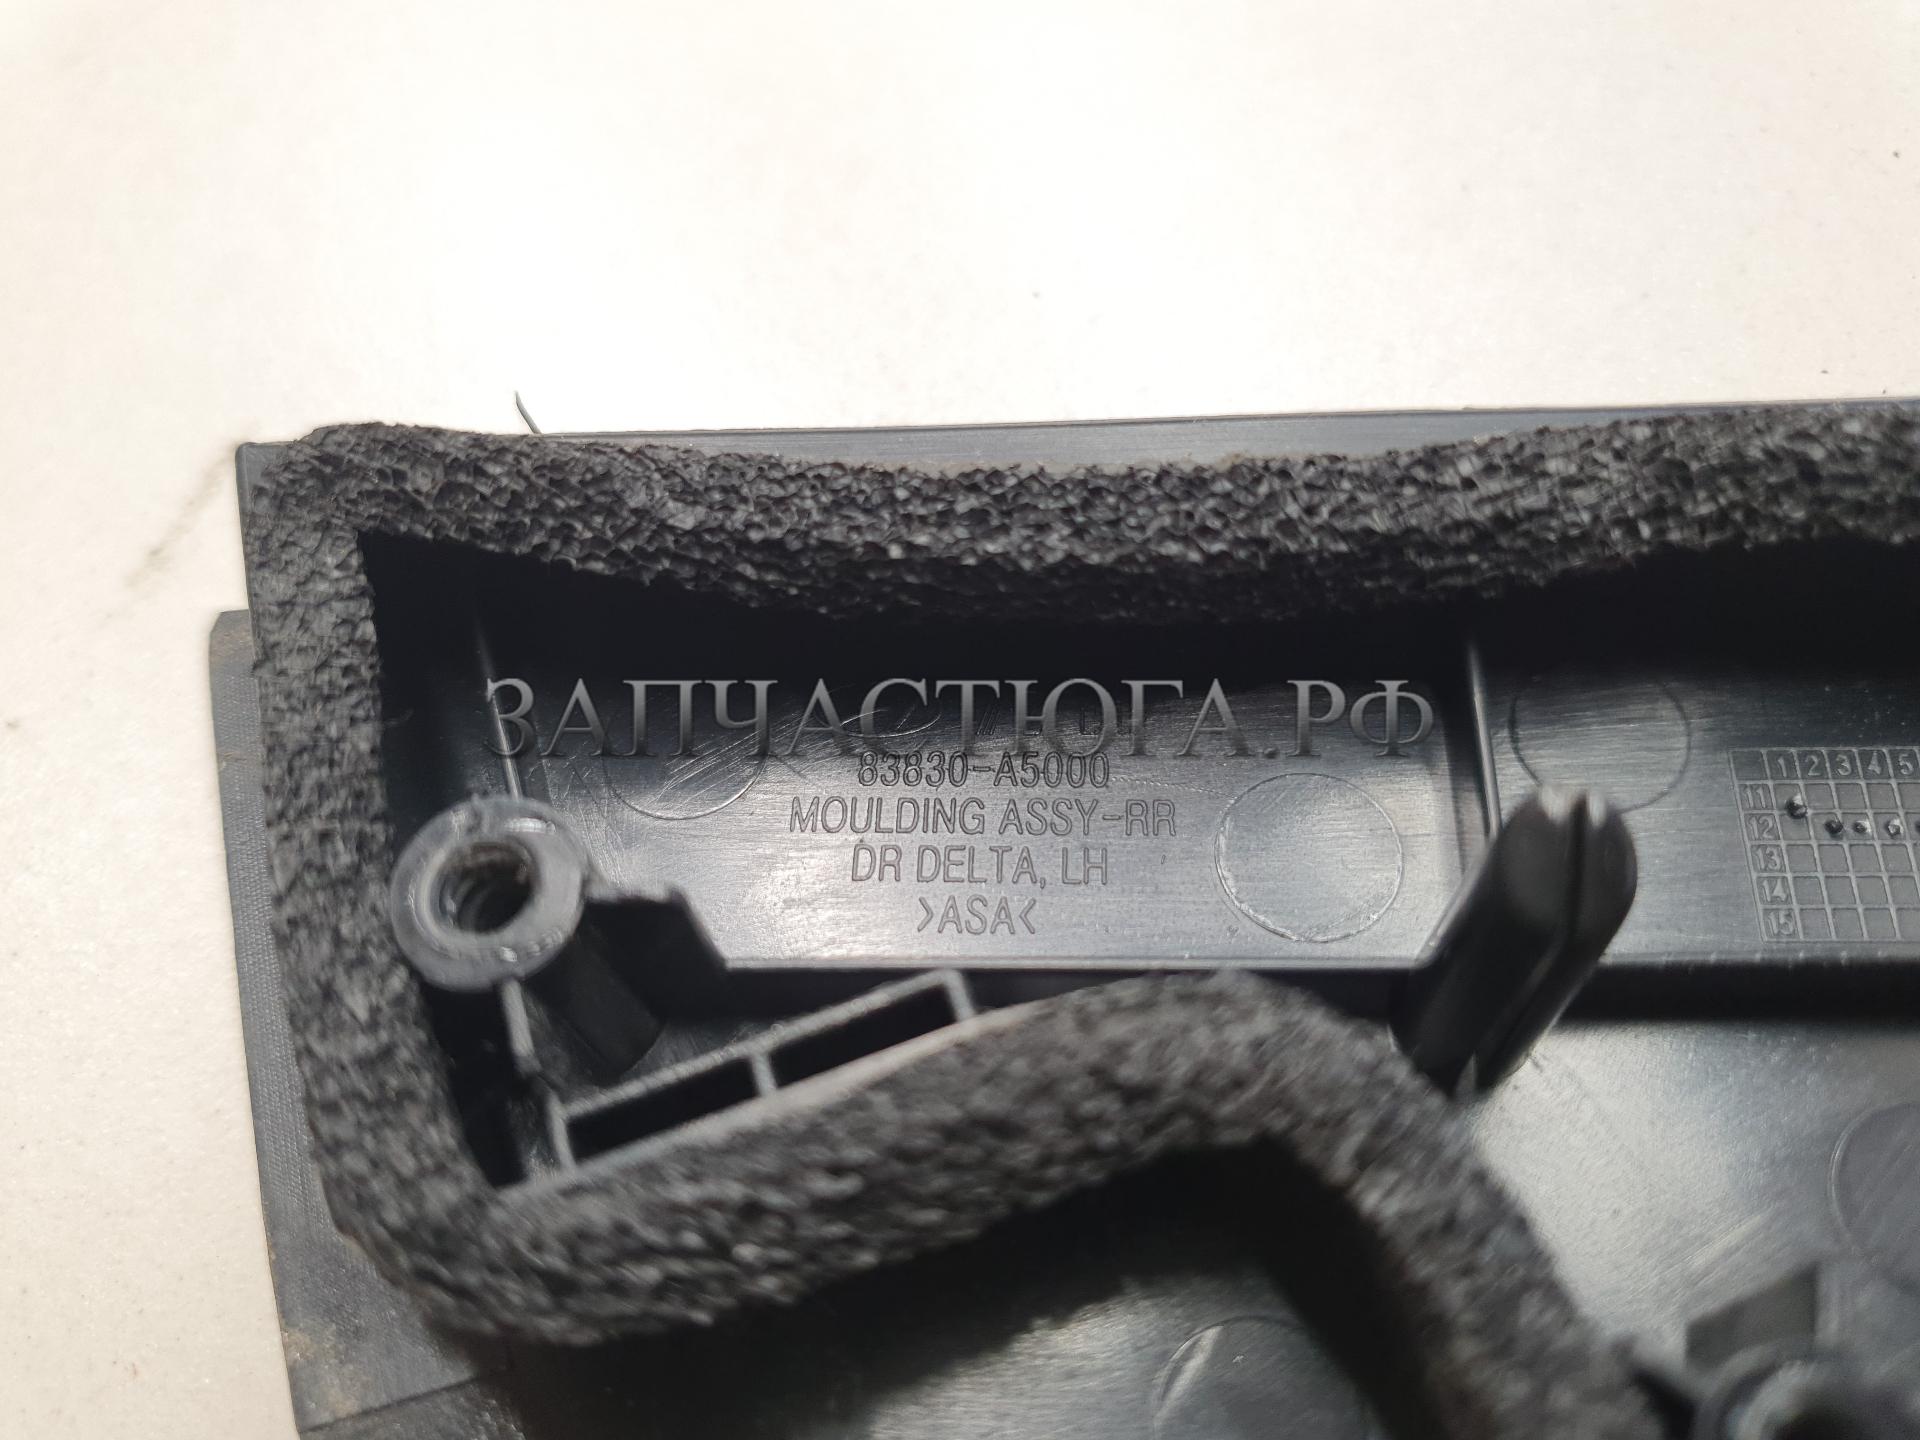 ЗАПЧАСТЮГА.РФ
83830-A5000
MOULDING ASSY-RR
DR DELTA, LH
>ASA<
1 2 3 4 5
11
12
13
14
15